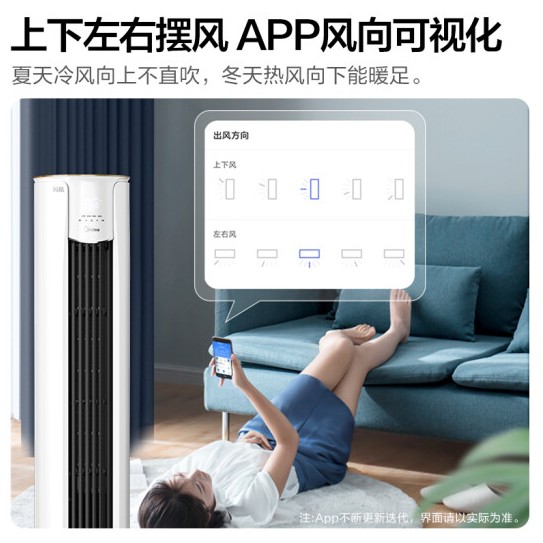 上下左右摆风 APP风向可视化
夏天冷风向上不直吹，冬天热风向下能暖足。
出风方向
上下风
左右风
Midea
注:App不断更新迭代，界面请以实际为准。